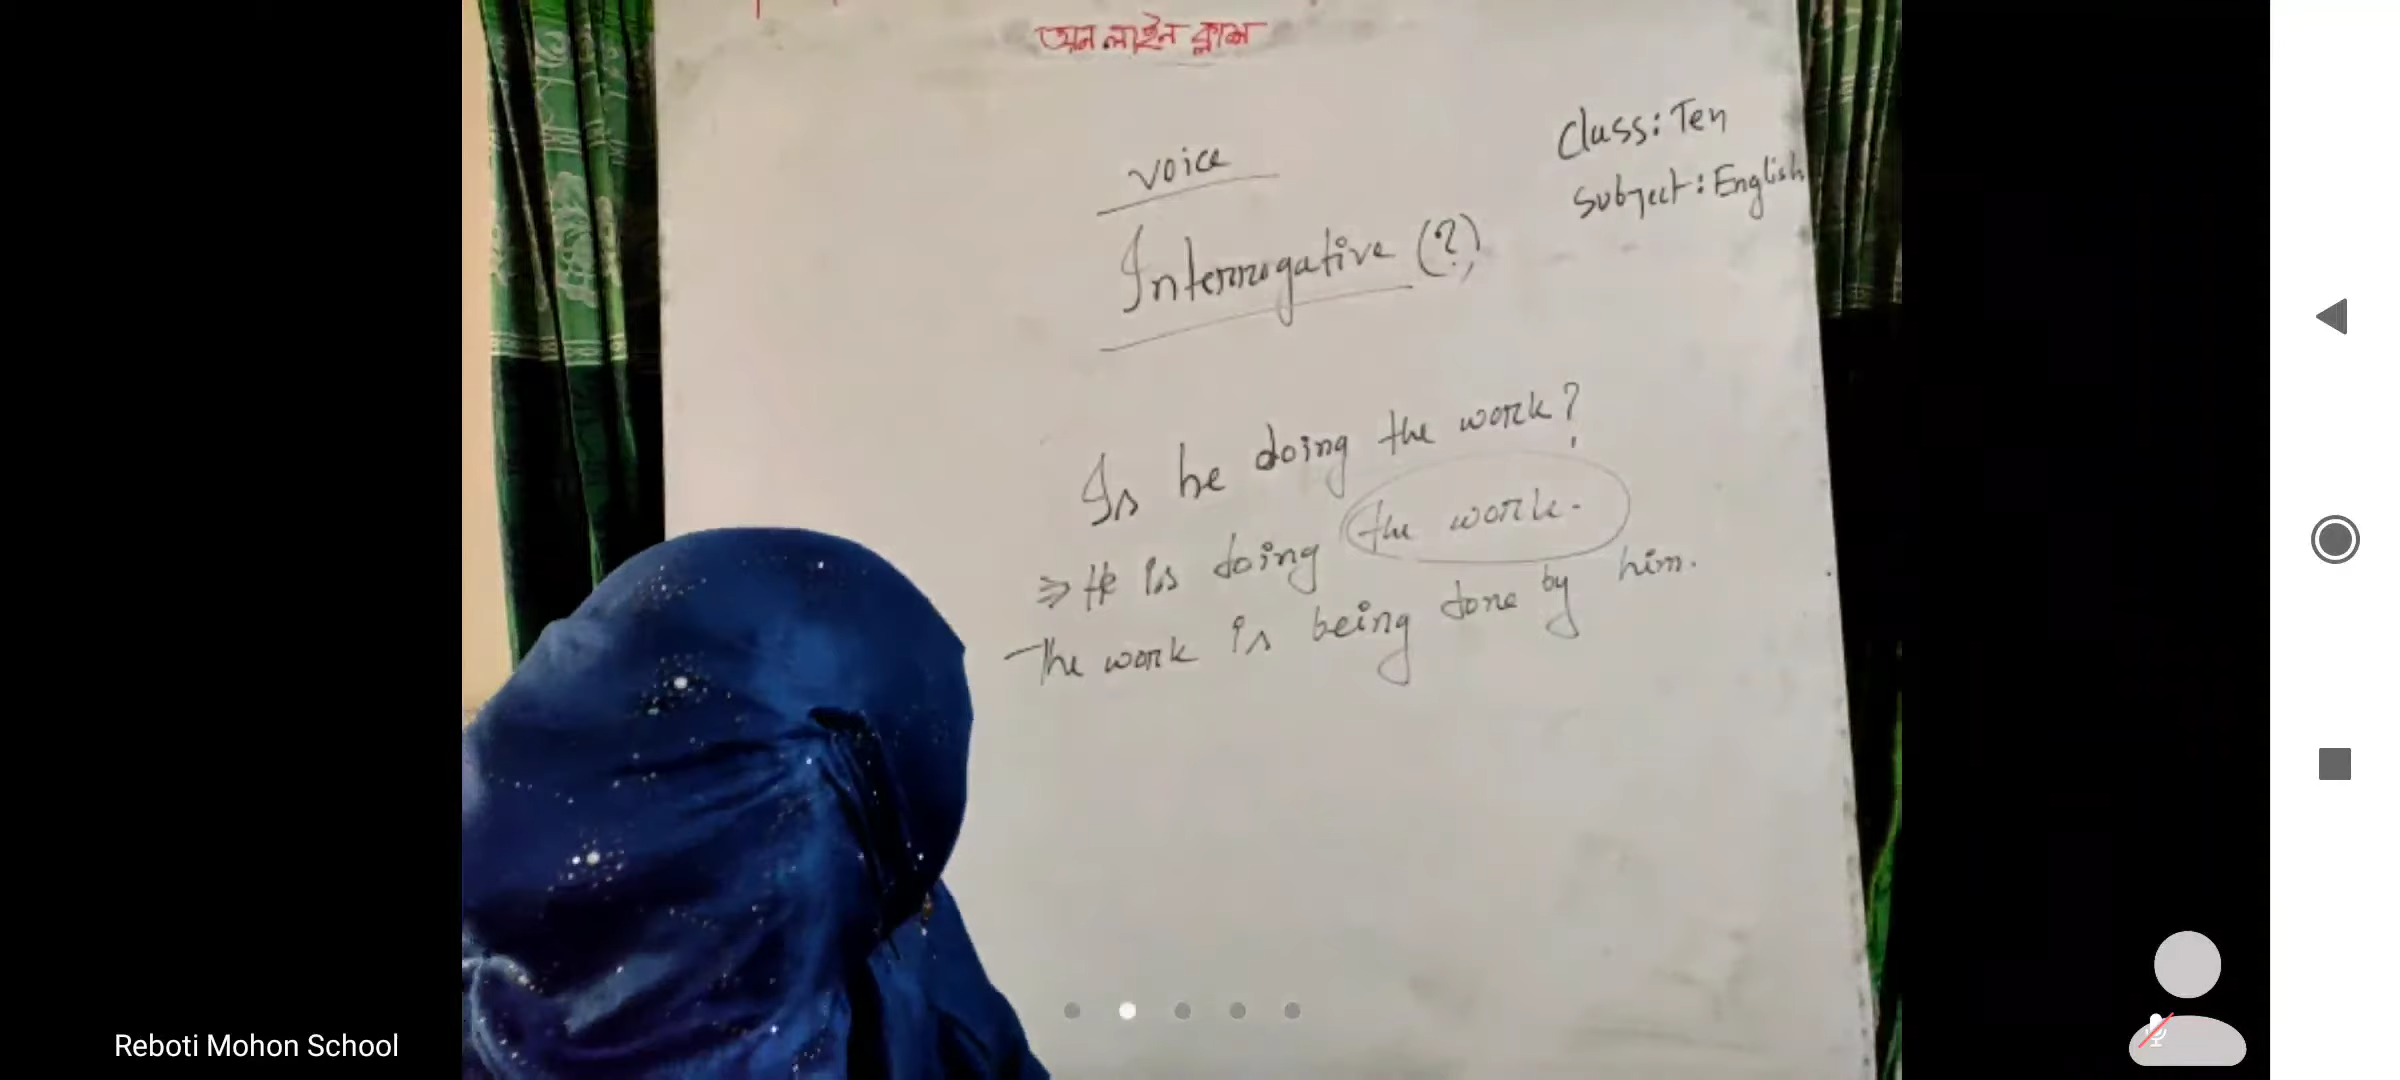 অন লাইন ক্লাস
Class: Ten
Subject: English
voice
Interrogative (?)
Is he doing the work?
⇒ He is doing the work.
The work is being done by him.
Reboti Mohon School